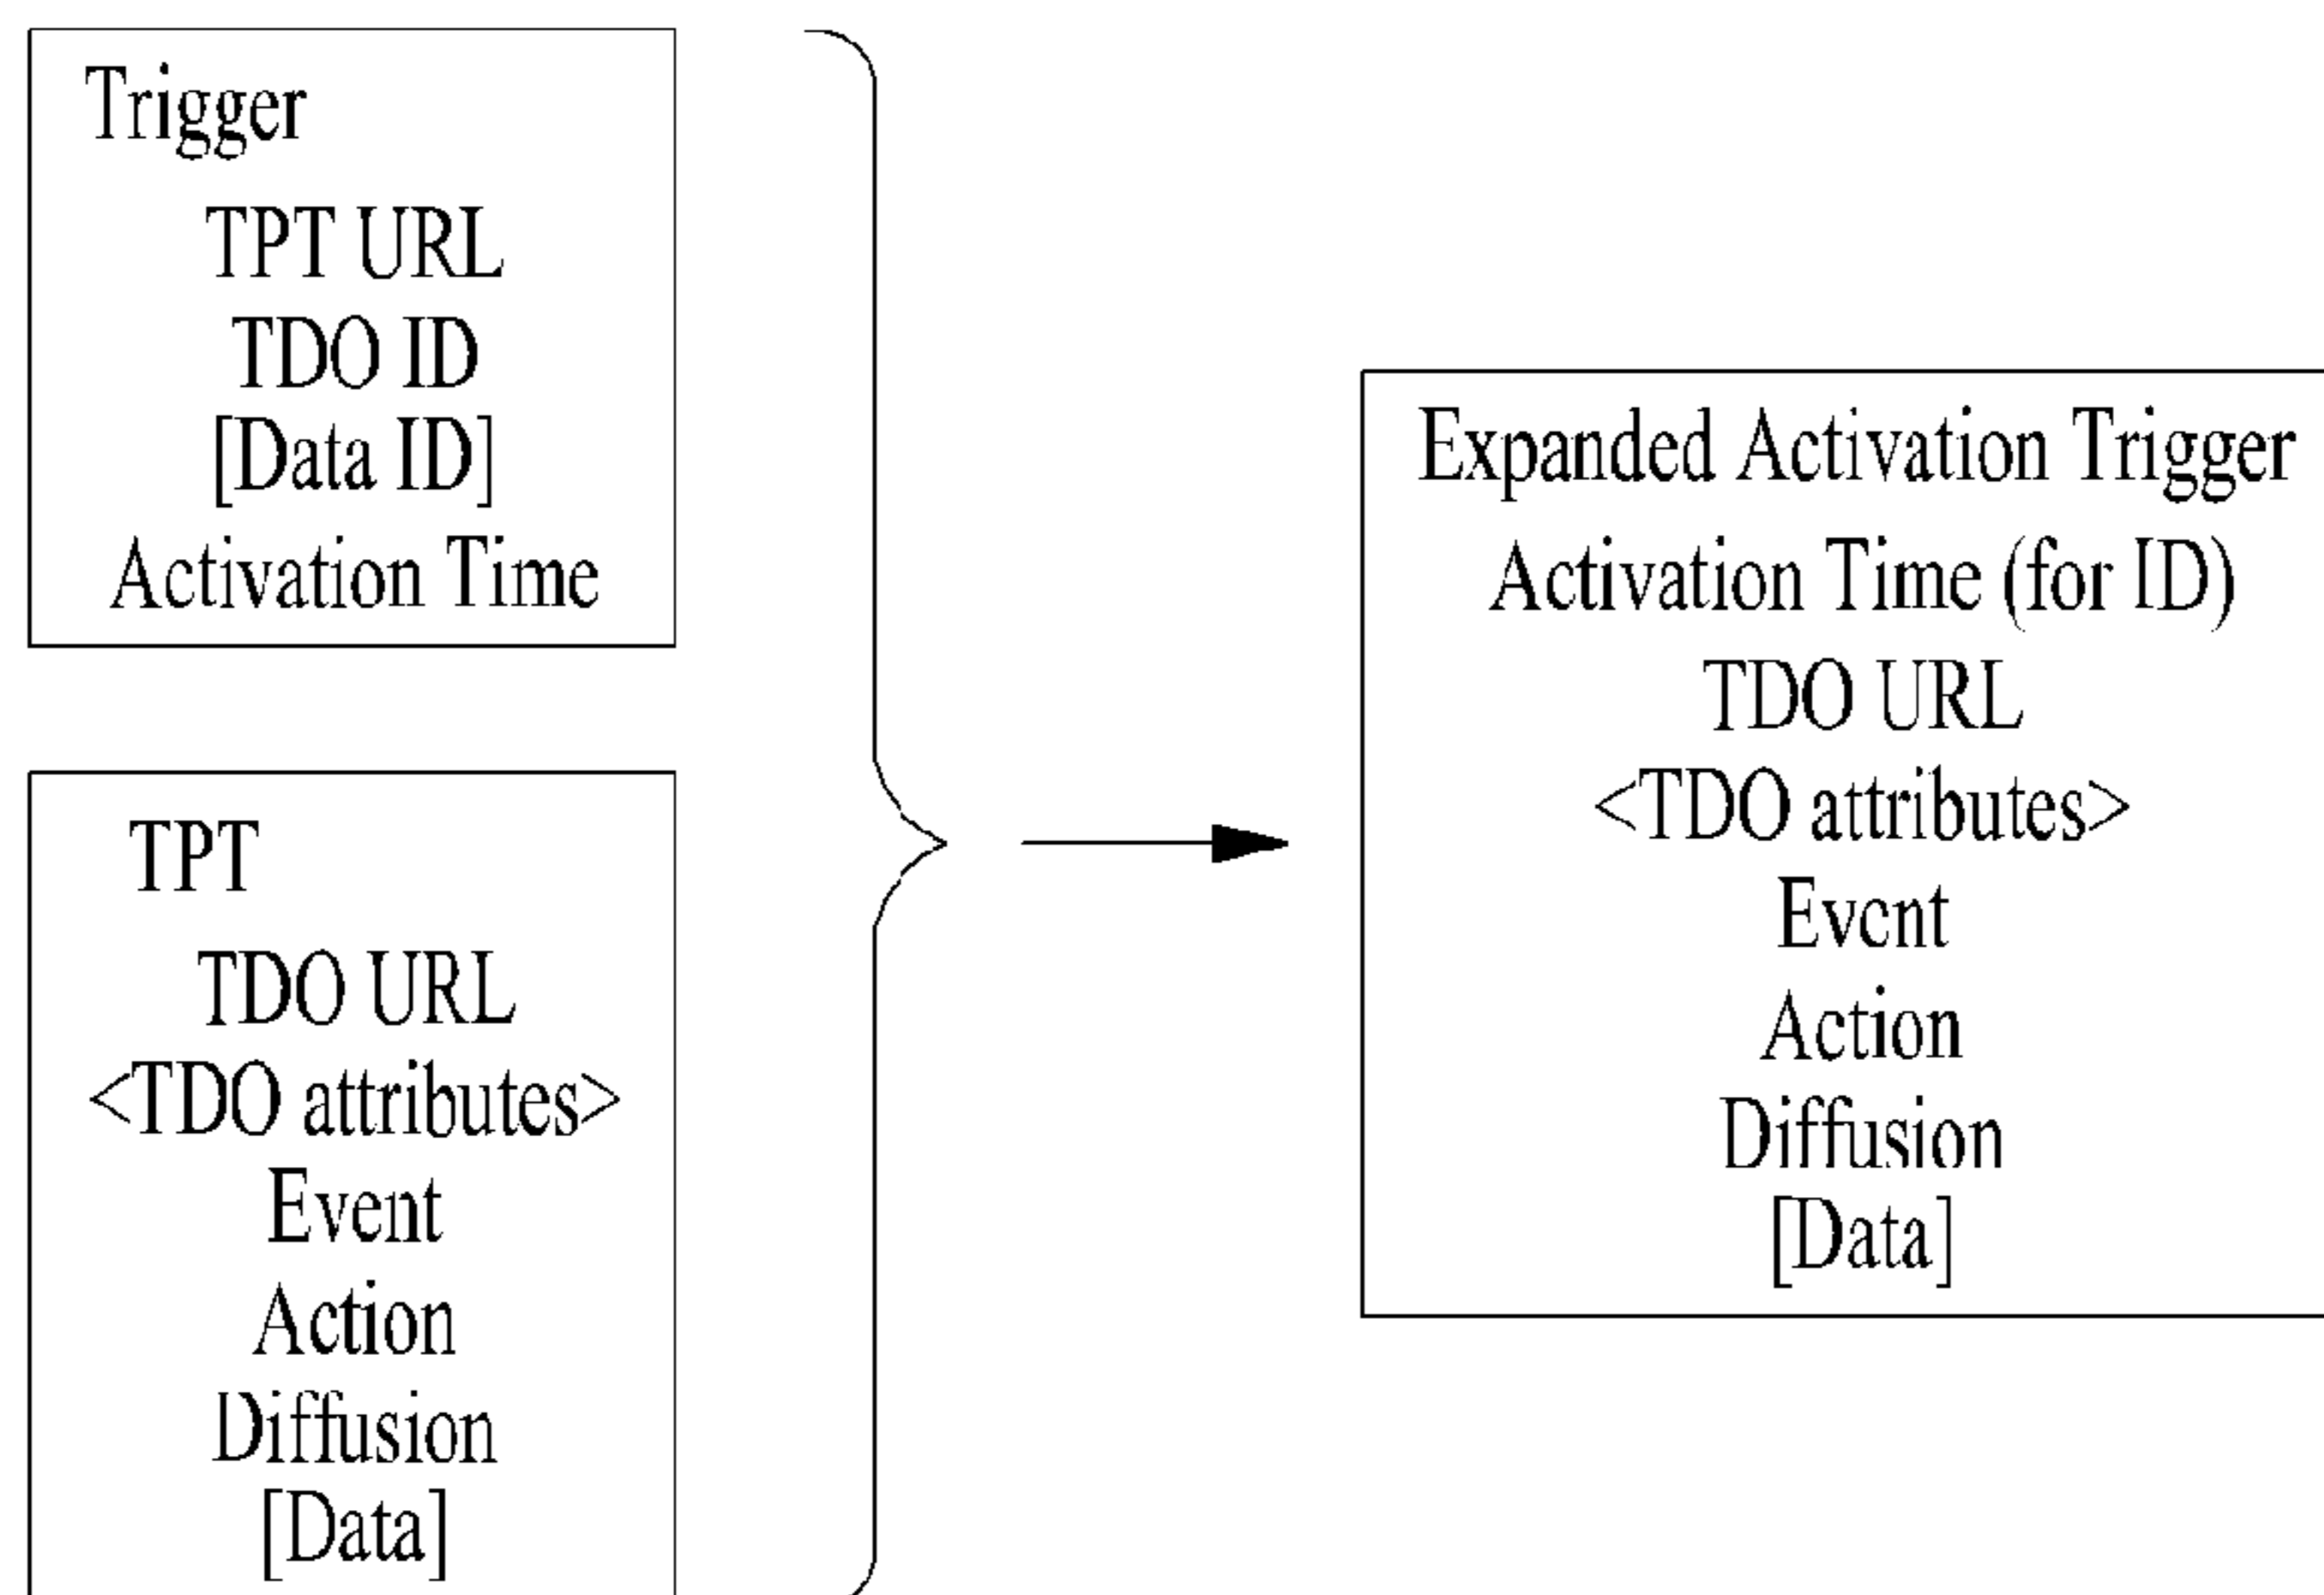 Trigger
TPT URL
TDO ID
[Data ID]
Activation Time
TPT
TDO URL
<TDO attributes>
Event
Action
Diffusion
[Data]
Expanded Activation Trigger
Activation Time (for ID)
TDO URL
<TDO attributes>
Event
Action
Diffusion
[Data]